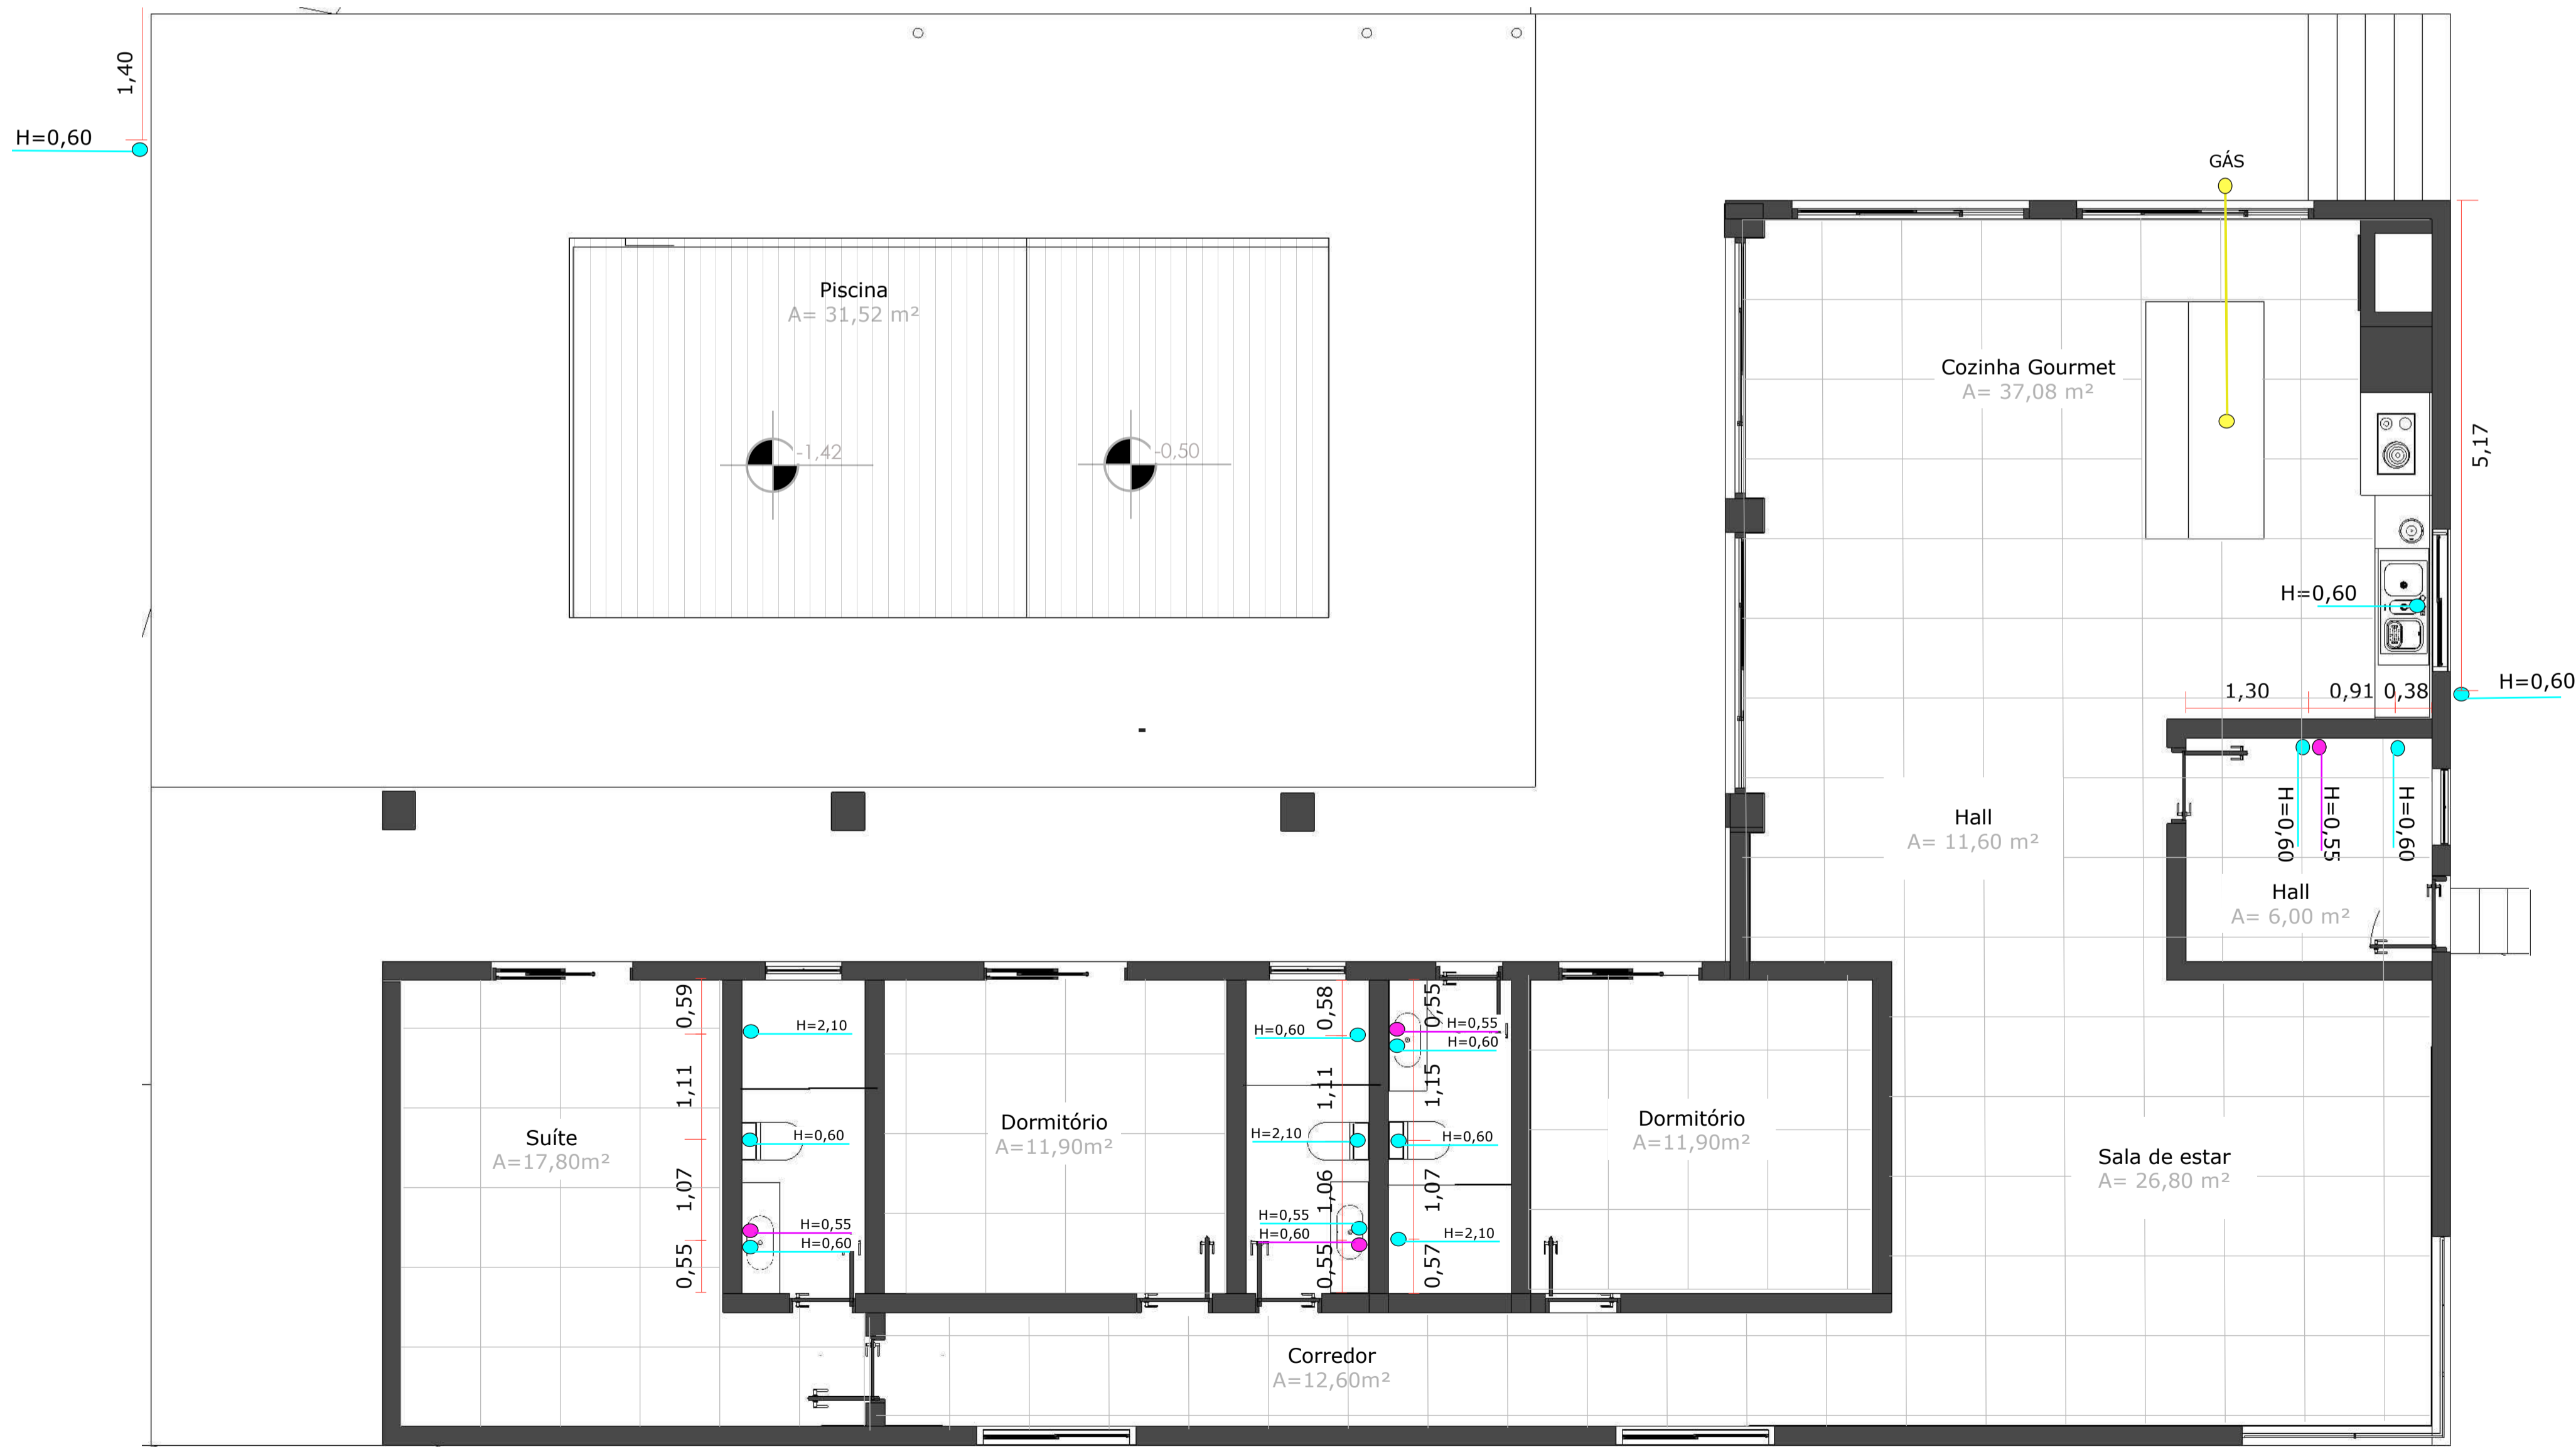 1,40
H=0,60
GÁS
Piscina
A= 31,52 m²
-1,42
-0,50
Cozinha Gourmet
A= 37,08 m²
5,17
H=0,60
H=0,60
1,30
0,91
0,38
H=0,60
H=0,55
H=0,60
Hall
A= 11,60 m²
Hall
A= 6,00 m²
0,59
1,11
1,07
0,55
H=2,10
H=0,60
H=0,55
H=0,60
Suíte
A=17,80m²
Dormitório
A=11,90m²
0,58
1,11
1,06
0,55
H=0,60
H=2,10
H=0,55
H=0,60
0,55
1,15
1,07
0,57
H=0,55
H=0,60
H=0,60
H=2,10
Dormitório
A=11,90m²
Sala de estar
A= 26,80 m²
Corredor
A=12,60m²